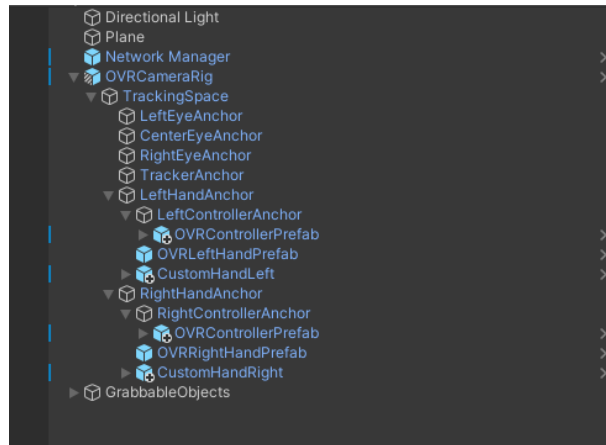 Directional Light
Plane
Network Manager
OVRCameraRig
TrackingSpace
LeftEyeAnchor
CenterEyeAnchor
RightEyeAnchor
TrackerAnchor
LeftHandAnchor
LeftControllerAnchor
OVRControllerPrefab
OVRLeftHandPrefab
CustomHandLeft
RightHandAnchor
RightControllerAnchor
OVRControllerPrefab
OVRRightHandPrefab
CustomHandRight
GrabbableObjects